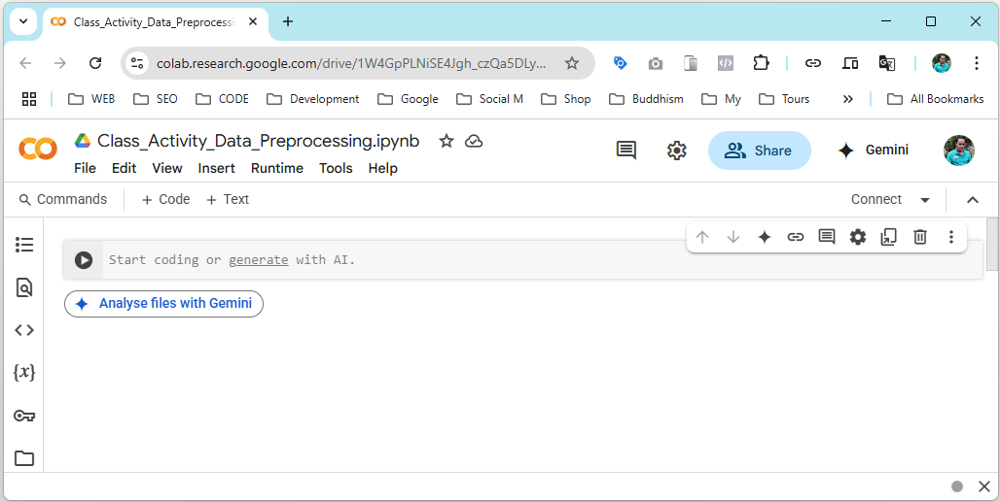 Class_Activity_Data_Preprocessi
colab.research.google.com/drive/1W4GpPLNiSE4Jgh_czQa5DLy...
WEB SEO CODE Development Google Social M Shop Buddhism My Tours » All Bookmarks
Class_Activity_Data_Preprocessing.ipynb
File Edit View Insert Runtime Tools Help
Share
Gemini
Commands + Code + Text
Connect
Start coding or generate with AI.
Analyse files with Gemini
{x}